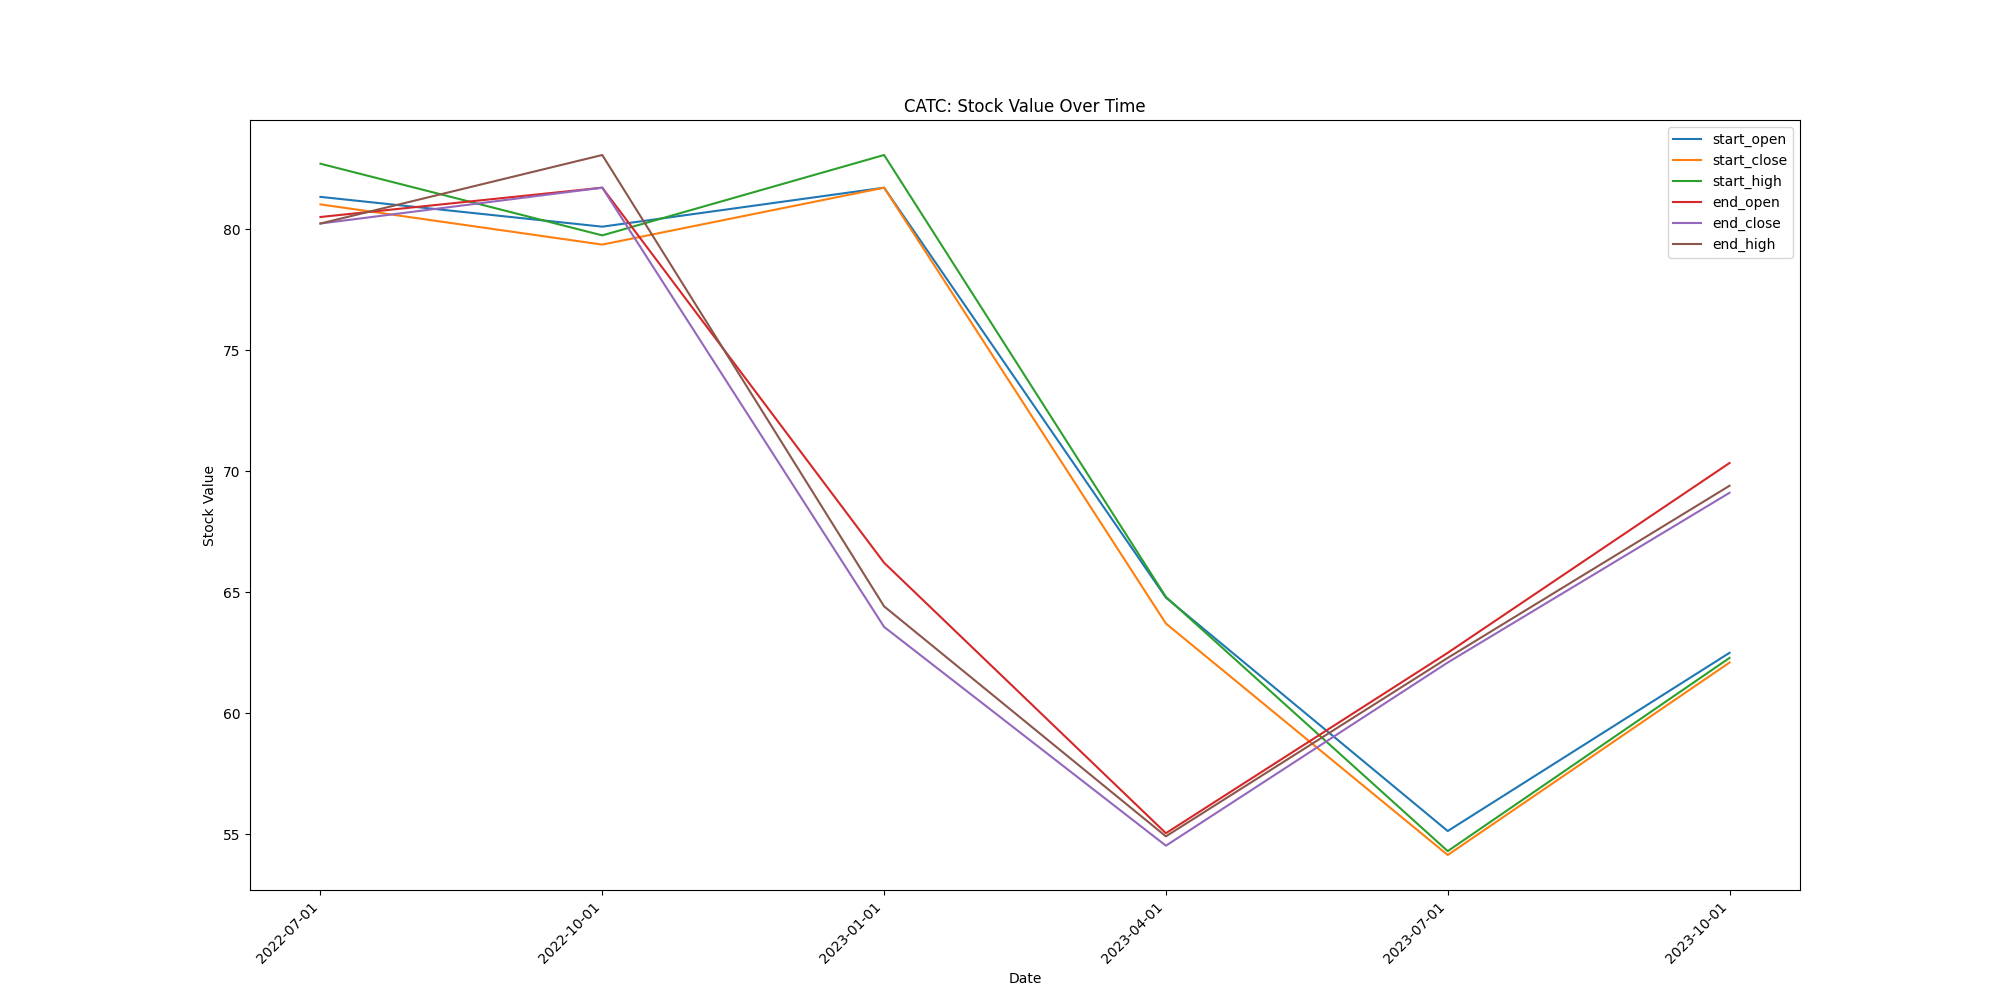 CATC: Stock Value Over Time
start_open
start_close
start_high
end_open
end_close
end_high
80
75
70
65
60
55
Stock Value
2022-07-01
2022-10-01
2023-01-01
2023-04-01
2023-07-01
2023-10-01
Date